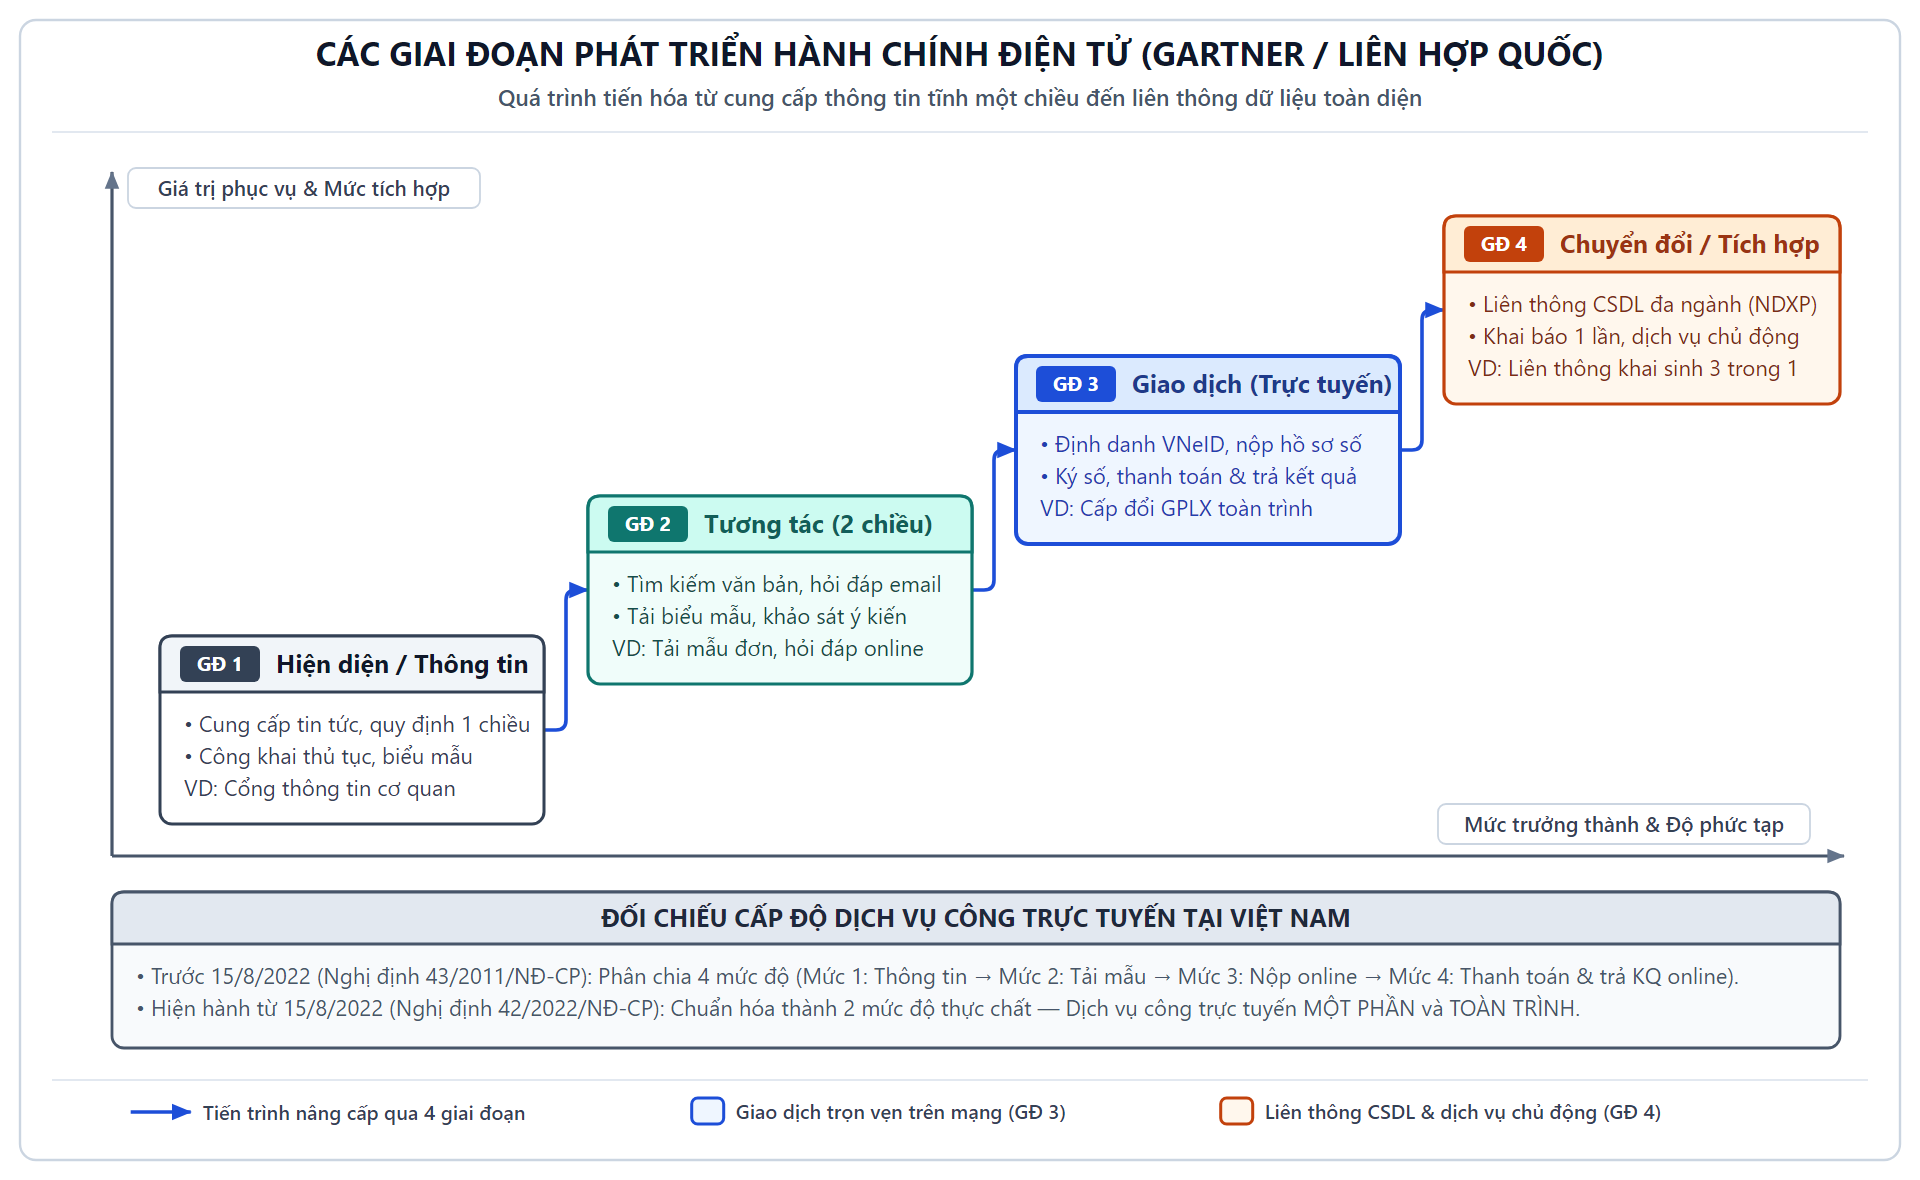 CÁC GIAI ĐOẠN PHÁT TRIỂN HÀNH CHÍNH ĐIỆN TỬ (GARTNER / LIÊN HỢP QUỐC)
Quá trình tiến hóa từ cung cấp thông tin tĩnh một chiều đến liên thông dữ liệu toàn diện
Giá trị phục vụ & Mức tích hợp
GĐ 4 Chuyển đổi / Tích hợp
• Liên thông CSDL đa ngành (NDXP)
• Khai báo 1 lần, dịch vụ chủ động
VD: Liên thông khai sinh 3 trong 1
GĐ 3 Giao dịch (Trực tuyến)
• Định danh VNeID, nộp hồ sơ số
• Ký số, thanh toán & trả kết quả
VD: Cấp đổi GPLX toàn trình
GĐ 2 Tương tác (2 chiều)
• Tìm kiếm văn bản, hỏi đáp email
• Tải biểu mẫu, khảo sát ý kiến
VD: Tải mẫu đơn, hỏi đáp online
GĐ 1 Hiện diện / Thông tin
• Cung cấp tin tức, quy định 1 chiều
• Công khai thủ tục, biểu mẫu
VD: Cổng thông tin cơ quan
Mức trưởng thành & Độ phức tạp
ĐỐI CHIẾU CẤP ĐỘ DỊCH VỤ CÔNG TRỰC TUYẾN TẠI VIỆT NAM
• Trước 15/8/2022 (Nghị định 43/2011/NĐ-CP): Phân chia 4 mức độ (Mức 1: Thông tin → Mức 2: Tải mẫu → Mức 3: Nộp online → Mức 4: Thanh toán & trả KQ online).
• Hiện hành từ 15/8/2022 (Nghị định 42/2022/NĐ-CP): Chuẩn hóa thành 2 mức độ thực chất — Dịch vụ công trực tuyến MỘT PHẦN và TOÀN TRÌNH.
Tiến trình nâng cấp qua 4 giai đoạn
Giao dịch trọn vẹn trên mạng (GĐ 3)
Liên thông CSDL & dịch vụ chủ động (GĐ 4)